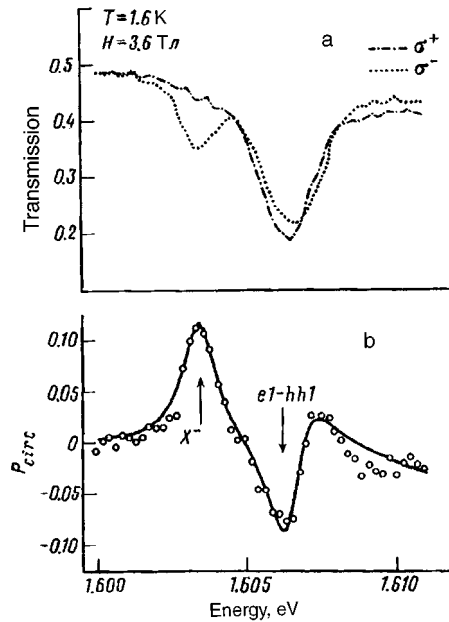 T = 1.6 K
H = 3.6 Тл
a
σ+
σ-
0.5
0.4
0.3
0.2
Transmission
b
0.10
0.05
0
-0.05
-0.10
P circ
X-
e1-hh1
1.600
1.605
1.610
Energy, eV